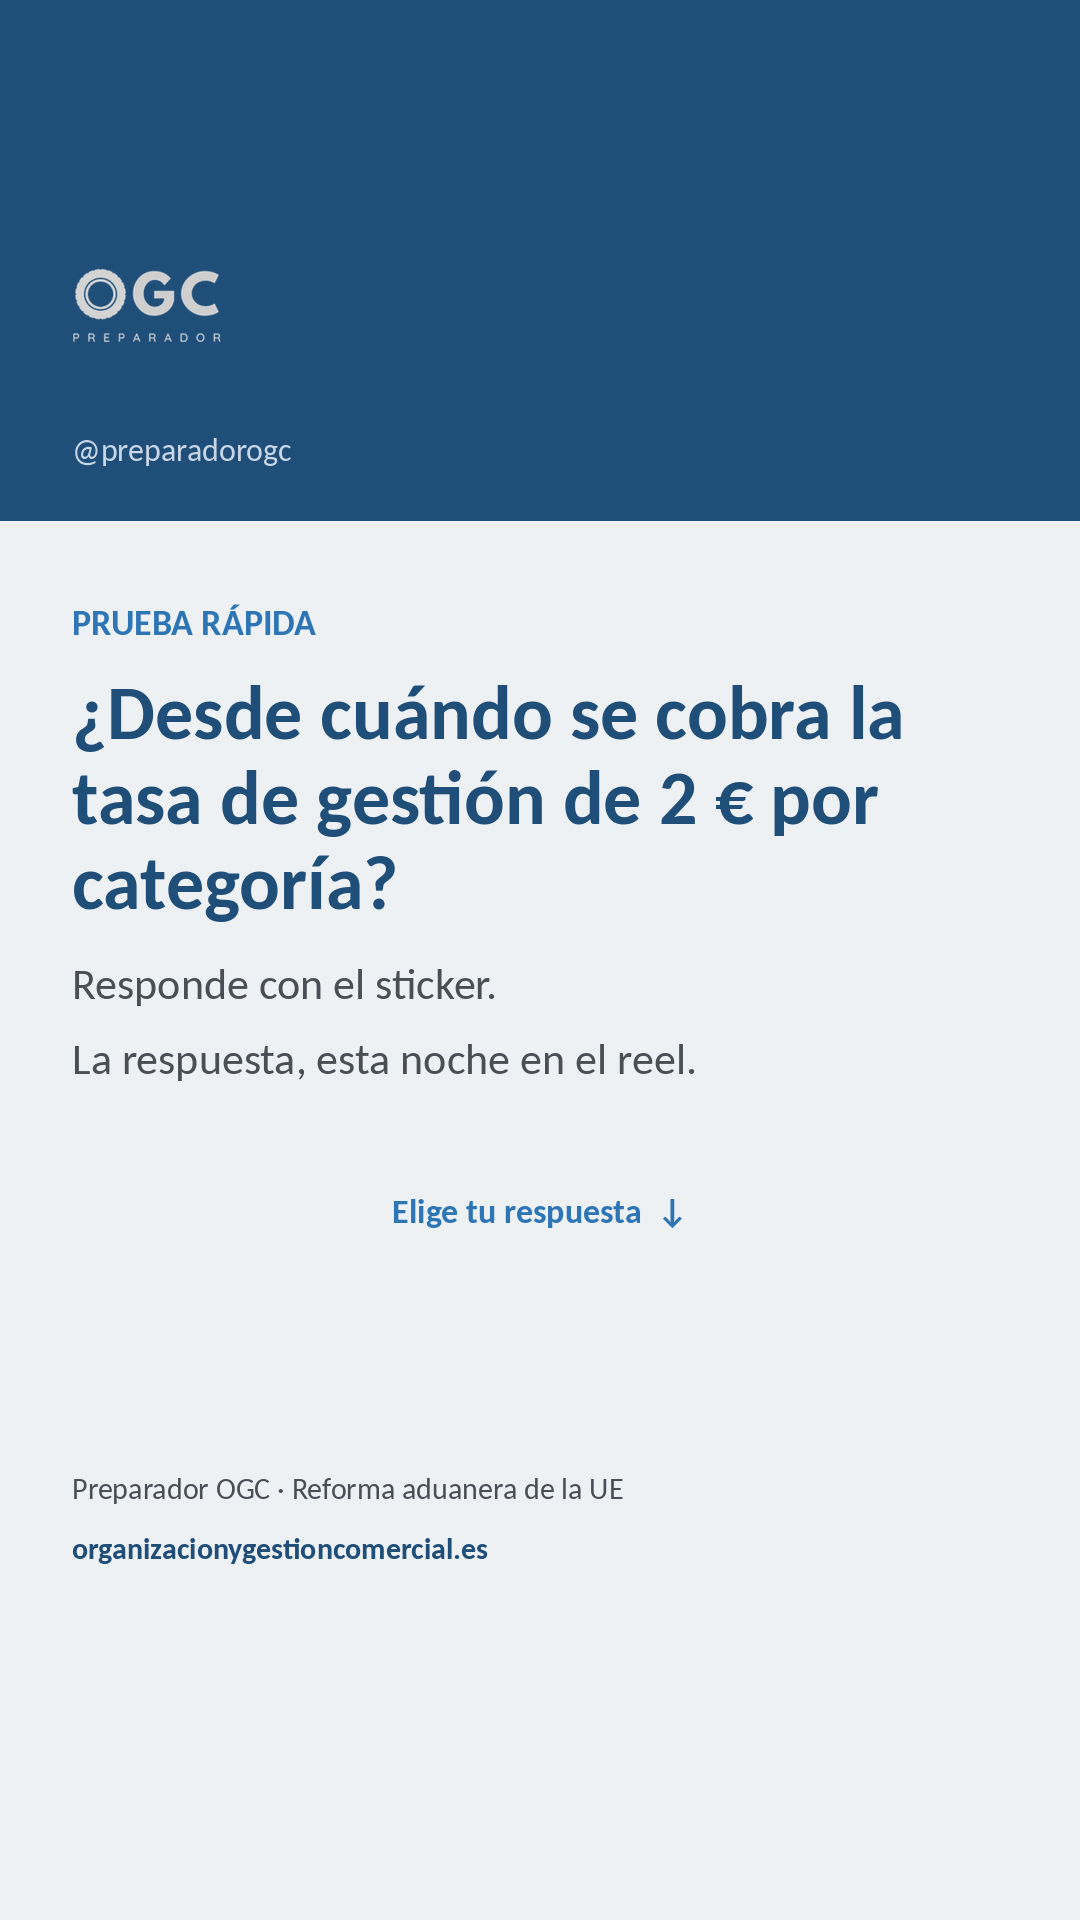 OGC
PREPARADOR
@preparadorogc
PRUEBA RÁPIDA
¿Desde cuándo se cobra la
tasa de gestión de 2 € por
categoría?
Responde con el sticker.
La respuesta, esta noche en el reel.
Elige tu respuesta ↓
Preparador OGC · Reforma aduanera de la UE
organizacionygestioncomercial.es